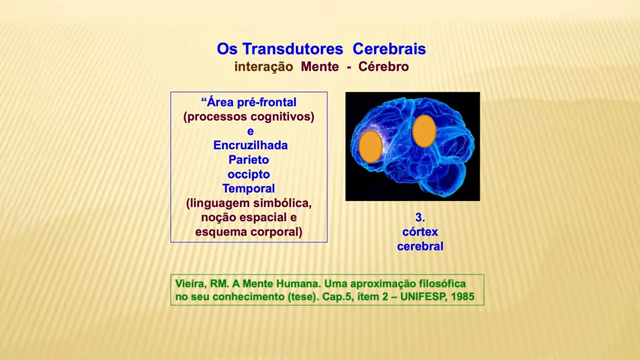 Os Transdutores Cerebrais
interação Mente - Cérebro
“Área pré-frontal
(processos cognitivos)
e
Encruzilhada
Parieto
occipto
Temporal
(linguagem simbólica,
noção espacial e
esquema corporal)
3.
córtex
cerebral
Vieira, RM. A Mente Humana. Uma aproximação filosófica
no seu conhecimento (tese). Cap.5, ítem 2 – UNIFESP, 1985